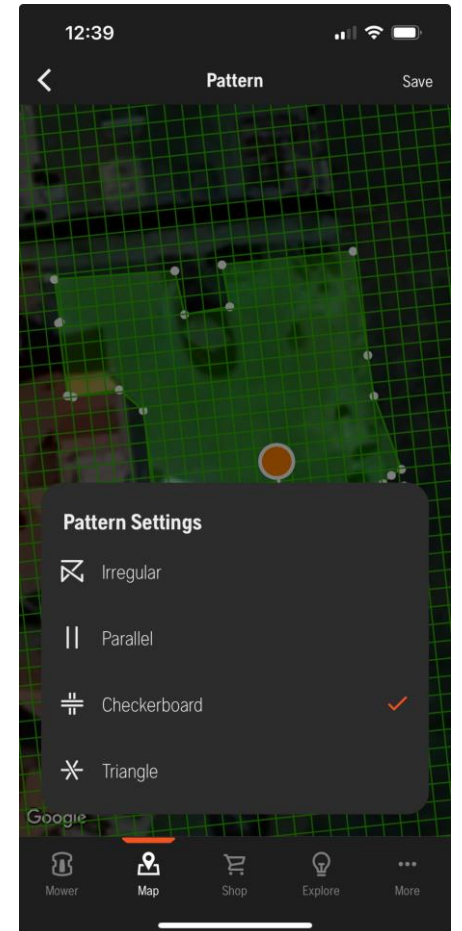 12:39
Pattern
Save
Pattern Settings
Irregular
Parallel
Checkerboard
Triangle
Google
Mower
Map
Shop
Explore
More